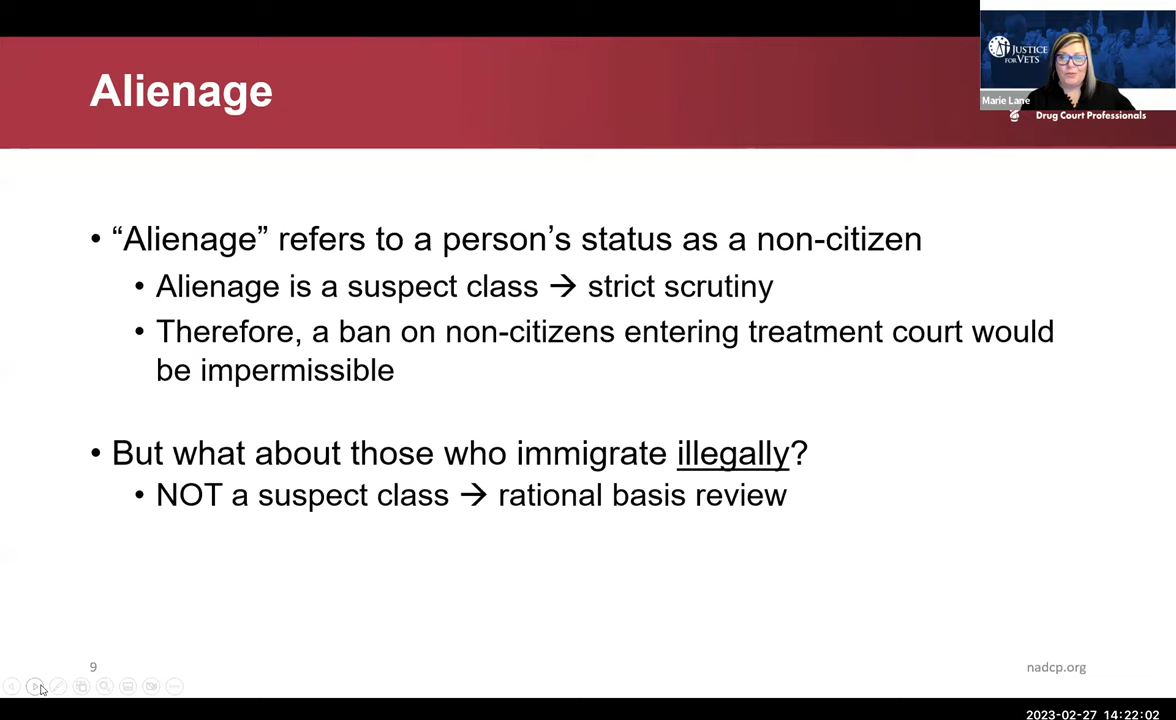 Alienage
JUSTICE
FOR VETS
Marie Lane
Drug Court Professionals
• “Alienage” refers to a person’s status as a non-citizen
• Alienage is a suspect class → strict scrutiny
• Therefore, a ban on non-citizens entering treatment court would
be impermissible
• But what about those who immigrate illegally?
• NOT a suspect class → rational basis review
9
nadcp.org
2023-02-27 14:22:02